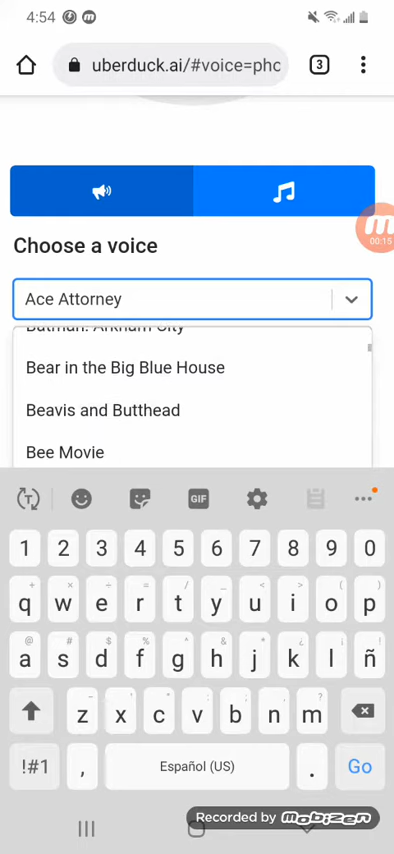 4:54
uberduck.ai/#voice=phc
3
00:15
Choose a voice
Ace Attorney
Batman: Arkham City
Bear in the Big Blue House
Beavis and Butthead
Bee Movie
GIF
1 2 3 4 5 6 7 8 9 0
q w e r t y u i o p
a s d f g h j k l ñ
z x c v b n m
!#1 , Español (US) . Go
Recorded by mobizen